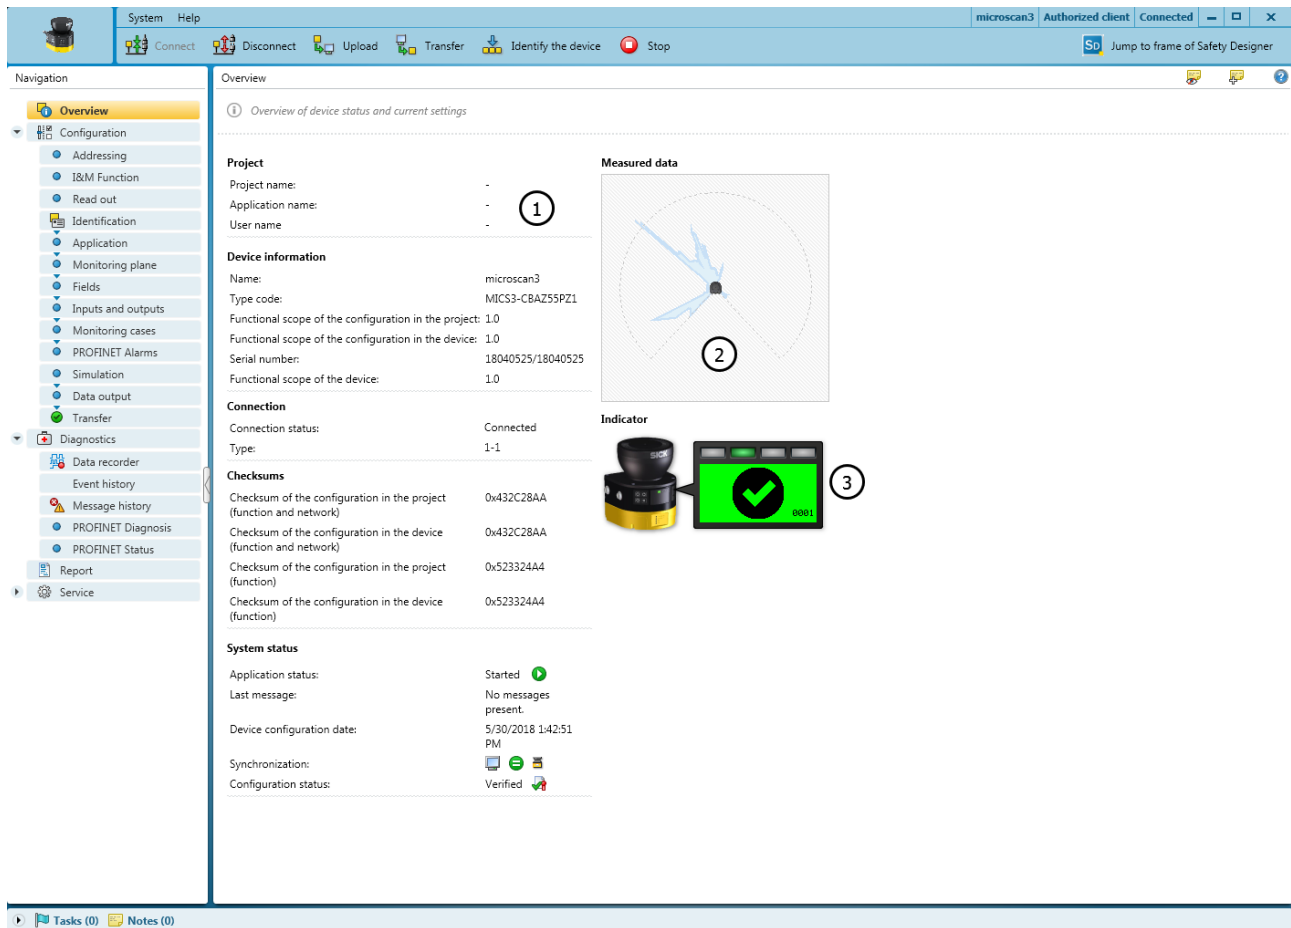 System Help
microscan3 Authorized client Connected
Connect Disconnect Upload Transfer Identify the device Stop
SD Jump to frame of Safety Designer
Navigation
Overview
Configuration
Addressing
I&M Function
Read out
Identification
Application
Monitoring plane
Fields
Inputs and outputs
Monitoring cases
PROFINET Alarms
Simulation
Data output
Transfer
Diagnostics
Data recorder
Event history
Message history
PROFINET Diagnosis
PROFINET Status
Report
Service
Overview
Overview of device status and current settings
Project
Project name: -
Application name: -
User name -
1
Device information
Name: microscan3
Type code: MICS3-CBAZ55PZ1
Functional scope of the configuration in the project: 1.0
Functional scope of the configuration in the device: 1.0
Serial number: 18040525/18040525
Functional scope of the device: 1.0
Connection
Connection status: Connected
Type: 1-1
Checksums
Checksum of the configuration in the project 0x432C28AA
(function and network)
Checksum of the configuration in the device 0x432C28AA
(function and network)
Checksum of the configuration in the project 0x523324A4
(function)
Checksum of the configuration in the device 0x523324A4
(function)
System status
Application status: Started
Last message: No messages
present.
Device configuration date: 5/30/2018 1:42:51
PM
Synchronization:
Configuration status: Verified
Measured data
2
Indicator
SICK
0001
3
Tasks (0) Notes (0)